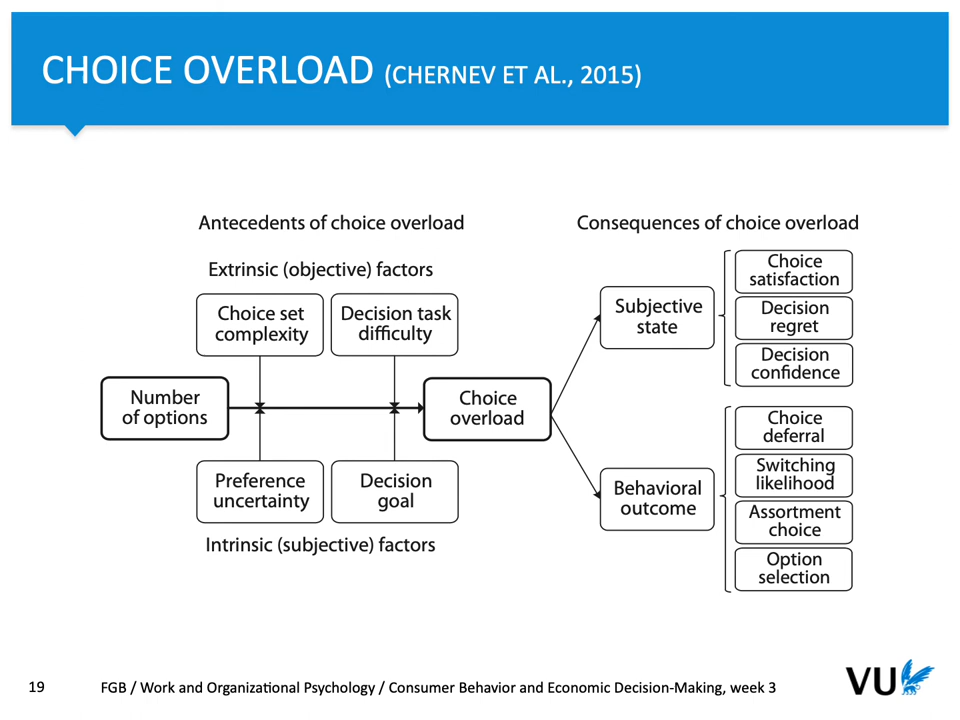 CHOICE OVERLOAD (CHERNEV ET AL., 2015)
Antecedents of choice overload
Extrinsic (objective) factors
Choice set
complexity
Decision task
difficulty
Number
of options
Choice
overload
Preference
uncertainty
Decision
goal
Intrinsic (subjective) factors
Consequences of choice overload
Subjective
state
Choice
satisfaction
Decision
regret
Decision
confidence
Behavioral
outcome
Choice
deferral
Switching
likelihood
Assortment
choice
Option
selection
19
FGB / Work and Organizational Psychology / Consumer Behavior and Economic Decision-Making, week 3
VU